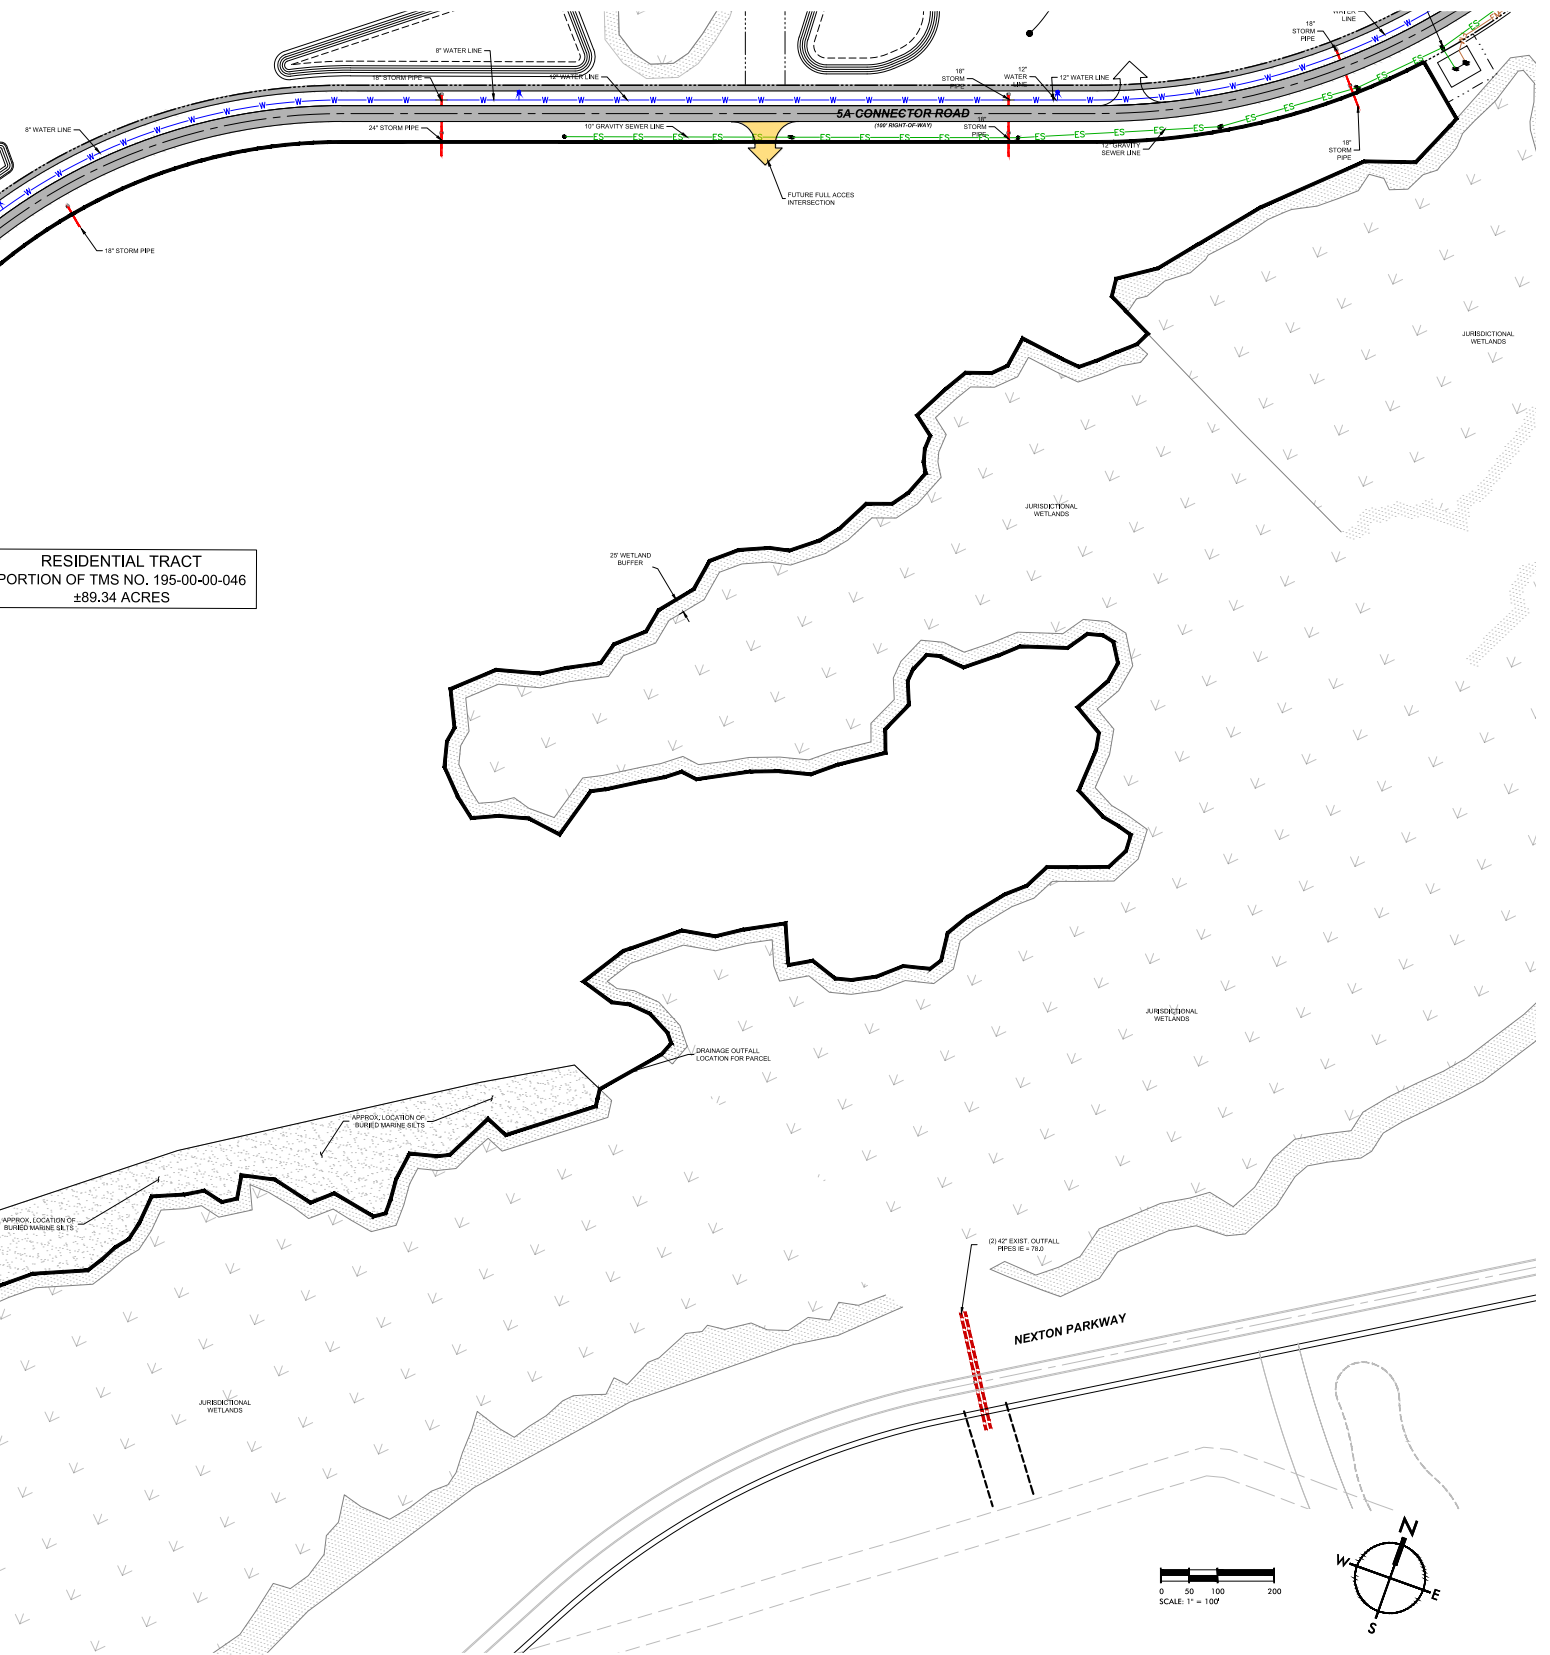 18"
STORM
PIPE
WATER
LINE
8" WATER LINE
18" STORM PIPE
12" WATER LINE
18"
STORM
PIPE
12"
WATER
LINE
12" WATER LINE
5A CONNECTOR ROAD
(100' RIGHT-OF-WAY)
8" WATER LINE
24" STORM PIPE
10" GRAVITY SEWER LINE
18"
STORM
PIPE
12" GRAVITY
SEWER LINE
18"
STORM
PIPE
FUTURE FULL ACCES
INTERSECTION
18" STORM PIPE
JURISDICTIONAL
WETLANDS
JURISDICTIONAL
WETLANDS
25' WETLAND
BUFFER
RESIDENTIAL TRACT
PORTION OF TMS NO. 195-00-00-046
±89.34 ACRES
JURISDICTIONAL
WETLANDS
DRAINAGE OUTFALL
LOCATION FOR PARCEL
APPROX. LOCATION OF
BURIED MARINE SILTS
APPROX. LOCATION OF
BURIED MARINE SILTS
(2) 42" EXIST. OUTFALL
PIPES IE = 78.0
NEXTON PARKWAY
JURISDICTIONAL
WETLANDS
0 50 100 200
SCALE: 1" = 100'
N
W
E
S